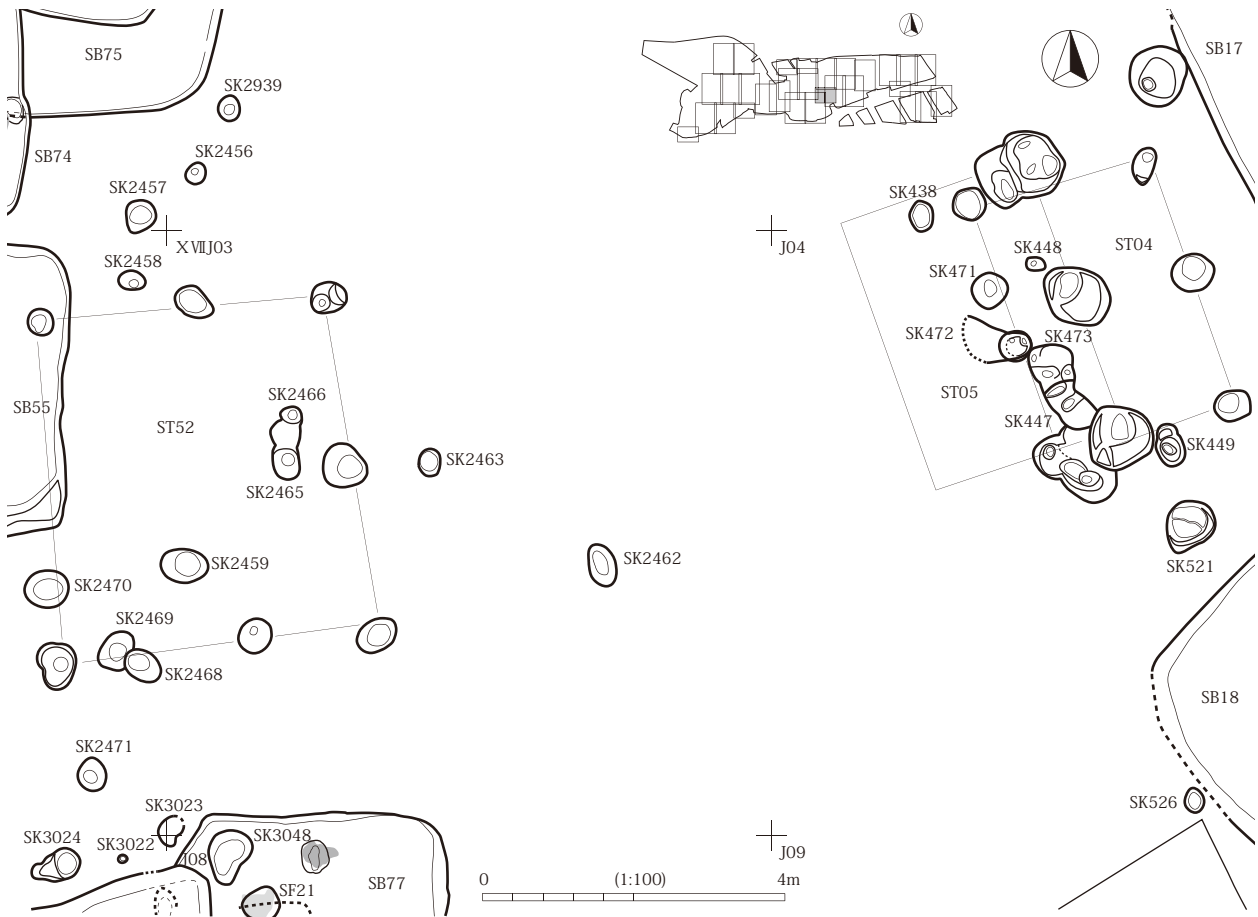 SB75
SB17
SK2939
SB74
SK2456
SK2457
SK438
XⅦJ03
J04
SK448
ST04
SK2458
SK471
SK472
SK473
SB55
SK2466
ST52
ST05
SK447
SK449
SK2463
SK2465
SK2459
SK2462
SK521
SK2470
SK2469
SK2468
SB18
SK2471
SK3023
SK526
SK3024
SK3022
SK3048
J08
J09
SB77
SF21
0 (1:100) 4m